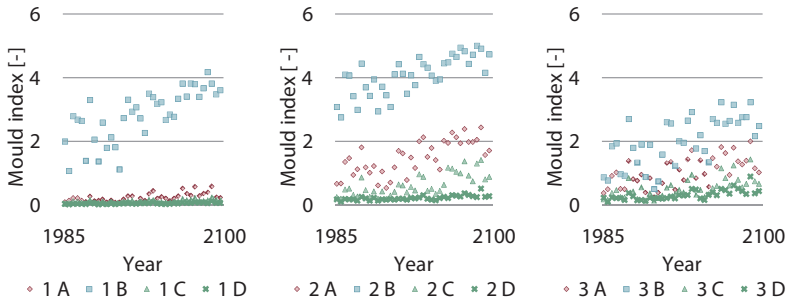 6
4
2
0
Mould index [-]
1985 2100
Year
1 A 1 B 1 C 1 D
6
4
2
0
Mould index [-]
1985 2100
Year
2 A 2 B 2 C 2 D
6
4
2
0
Mould index [-]
1985 2100
Year
3 A 3 B 3 C 3 D